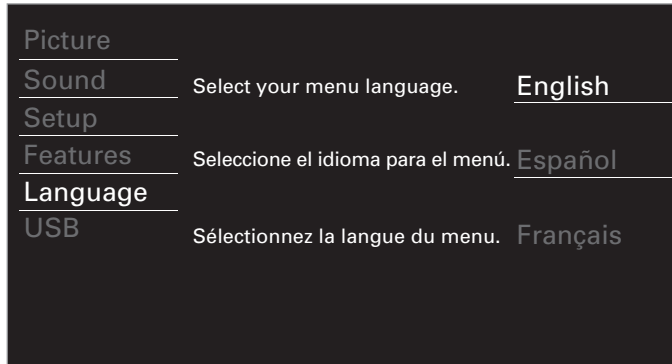 Picture
Sound
Setup
Features
Language
USB
Select your menu language. English
Seleccione el idioma para el menú. Español
Sélectionnez la langue du menu. Français